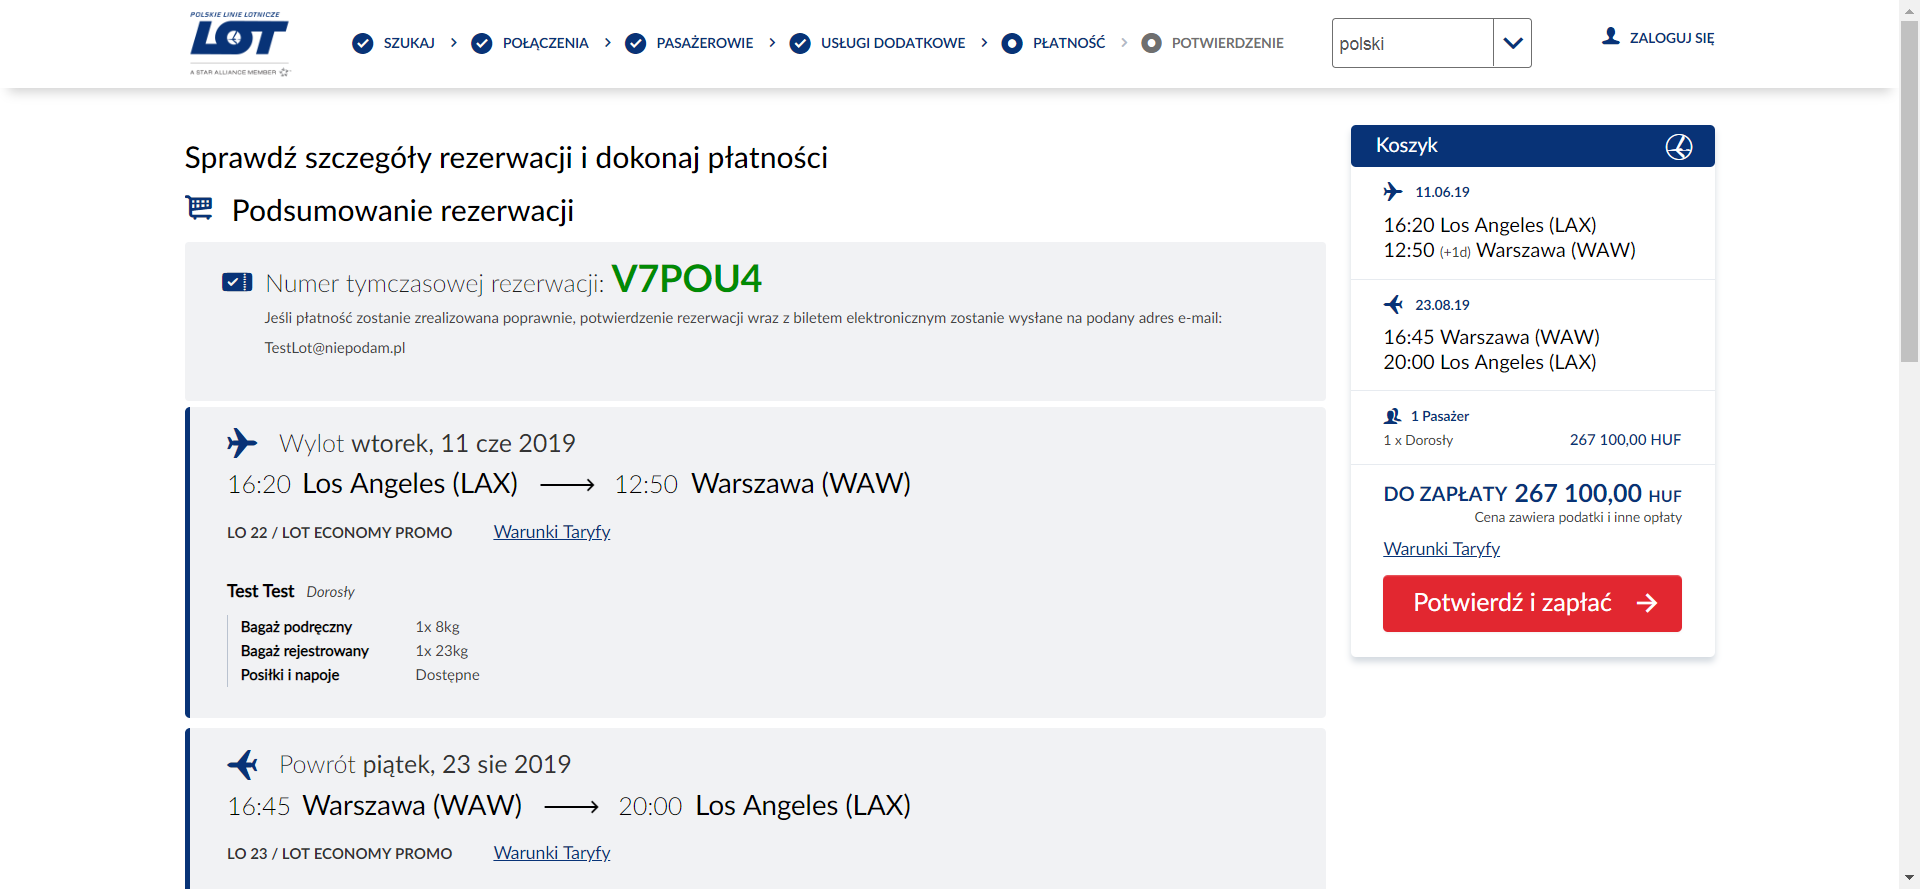 POLSKIE LINIE LOTNICZE
LOT
A STAR ALLIANCE MEMBER
SZUKAJ
POŁĄCZENIA
PASAŻEROWIE
USŁUGI DODATKOWE
PŁATNOŚĆ
POTWIERDZENIE
polski
ZALOGUJ SIĘ
Sprawdź szczegóły rezerwacji i dokonaj płatności
Podsumowanie rezerwacji
Numer tymczasowej rezerwacji: V7POU4
Jeśli płatność zostanie zrealizowana poprawnie, potwierdzenie rezerwacji wraz z biletem elektronicznym zostanie wysłane na podany adres e-mail:
TestLot@niepodam.pl
Wylot wtorek, 11 cze 2019
16:20 Los Angeles (LAX) 12:50 Warszawa (WAW)
LO 22 / LOT ECONOMY PROMO Warunki Taryfy
Test Test Dorosły
Bagaż podręczny 1x 8kg
Bagaż rejestrowany 1x 23kg
Posiłki i napoje Dostępne
Powrót piątek, 23 sie 2019
16:45 Warszawa (WAW) 20:00 Los Angeles (LAX)
LO 23 / LOT ECONOMY PROMO Warunki Taryfy
Koszyk
11.06.19
16:20 Los Angeles (LAX)
12:50 (+1d) Warszawa (WAW)
23.08.19
16:45 Warszawa (WAW)
20:00 Los Angeles (LAX)
1 Pasażer
1 x Dorosły 267 100,00 HUF
DO ZAPŁATY 267 100,00 HUF
Cena zawiera podatki i inne opłaty
Warunki Taryfy
Potwierdź i zapłać